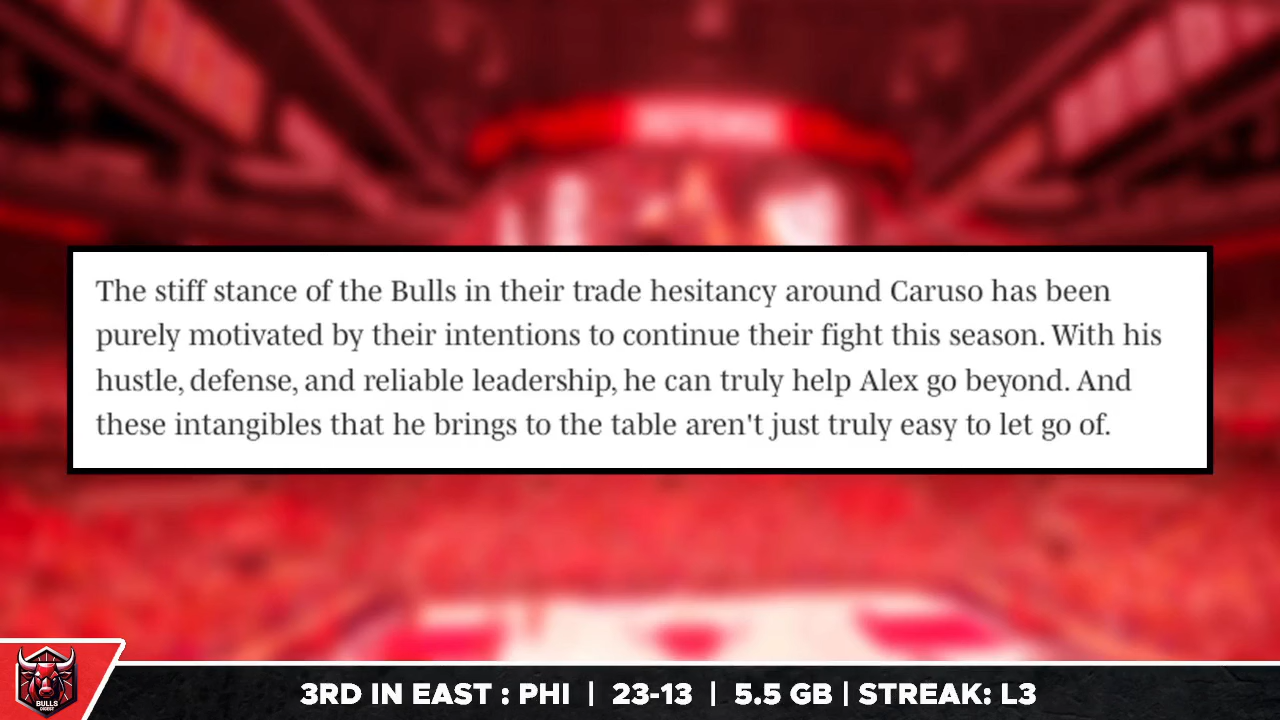 The stiff stance of the Bulls in their trade hesitancy around Caruso has been
purely motivated by their intentions to continue their fight this season. With his
hustle, defense, and reliable leadership, he can truly help Alex go beyond. And
these intangibles that he brings to the table aren't just truly easy to let go of.
BULLS
DIGEST
3RD IN EAST : PHI | 23-13 | 5.5 GB | STREAK: L3